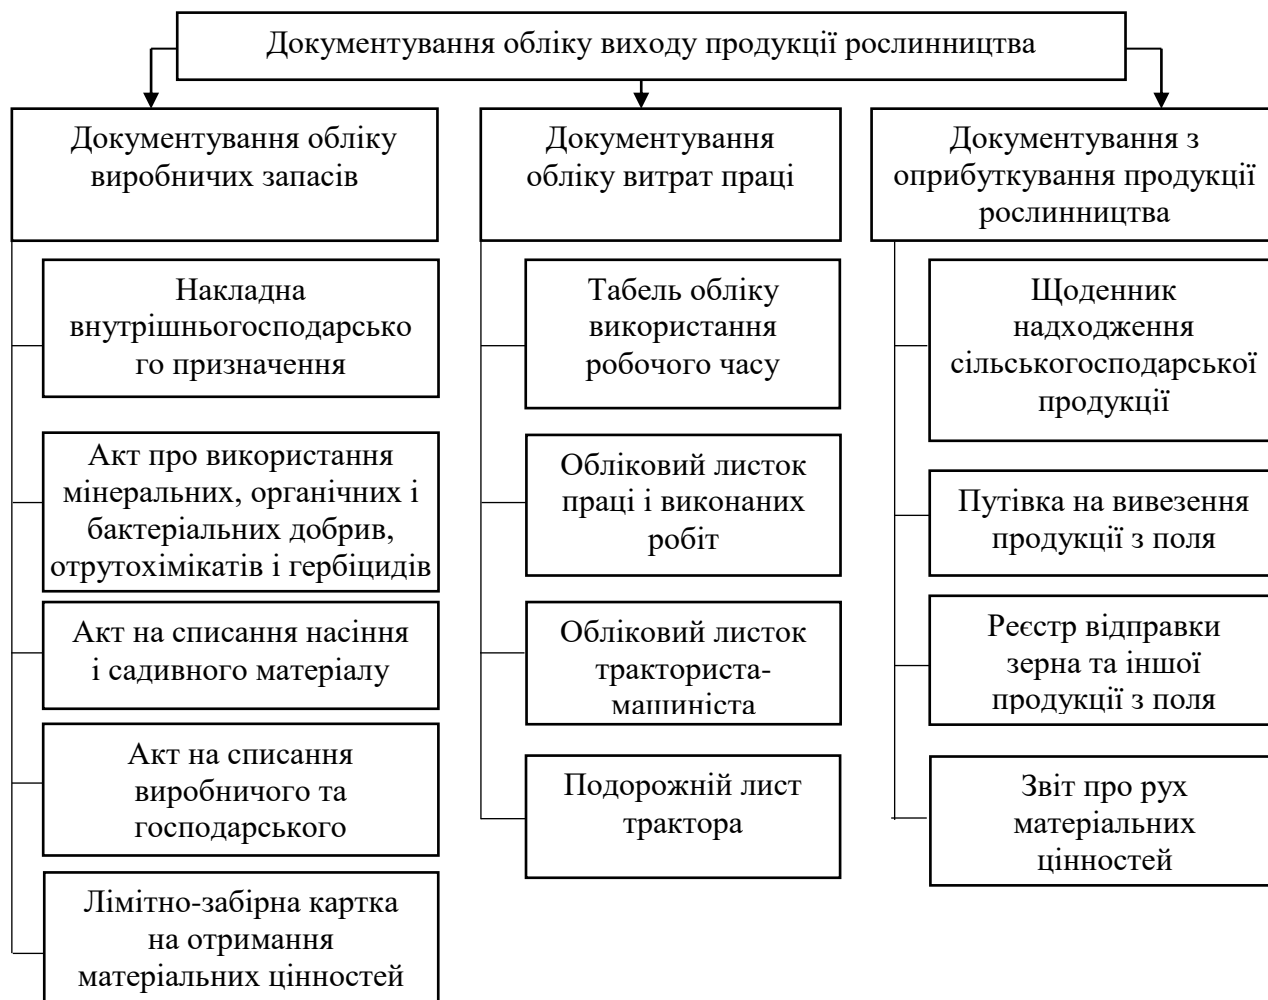 Документування обліку виходу продукції рослинництва
Документування обліку
виробничих запасів
Накладна
внутрішньогосподарсько
го призначення
Акт про використання
мінеральних, органічних і
бактеріальних добрив,
отрутохімікатів і гербіцидів
Акт на списання насіння
і садивного матеріалу
Акт на списання
виробничого та
господарського
Лімітно-забірна картка
на отримання
матеріальних цінностей
Документування
обліку витрат праці
Табель обліку
використання
робочого часу
Обліковий листок
праці і виконаних
робіт
Обліковий листок
тракториста-
машиніста
Подорожній лист
трактора
Документування з
оприбуткування продукції
рослинництва
Щоденник
надходження
сільськогосподарської
продукції
Путівка на вивезення
продукції з поля
Реєстр відправки
зерна та іншої
продукції з поля
Звіт про рух
матеріальних
цінностей